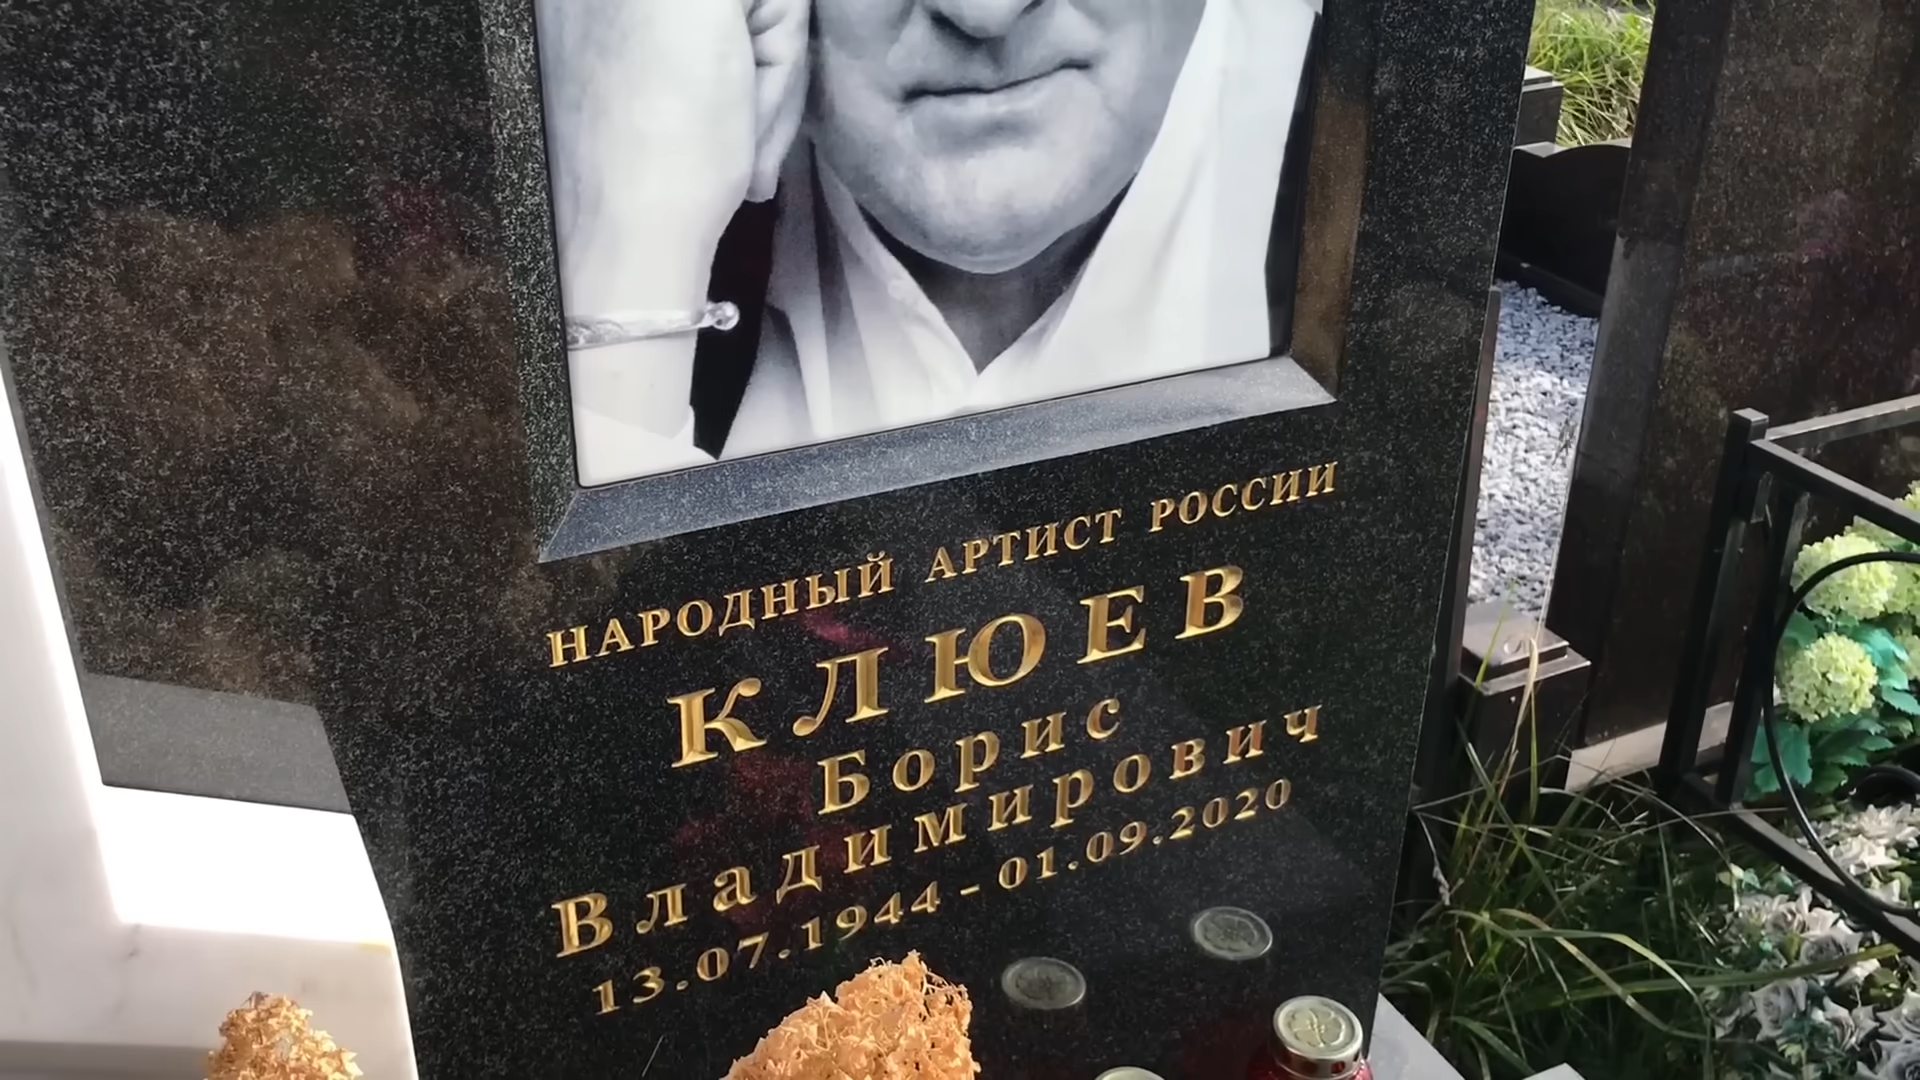 НАРОДНЫЙ АРТИСТ РОССИИ
КЛЮЕВ
Борис
Владимирович
13.07.1944 - 01.09.2020